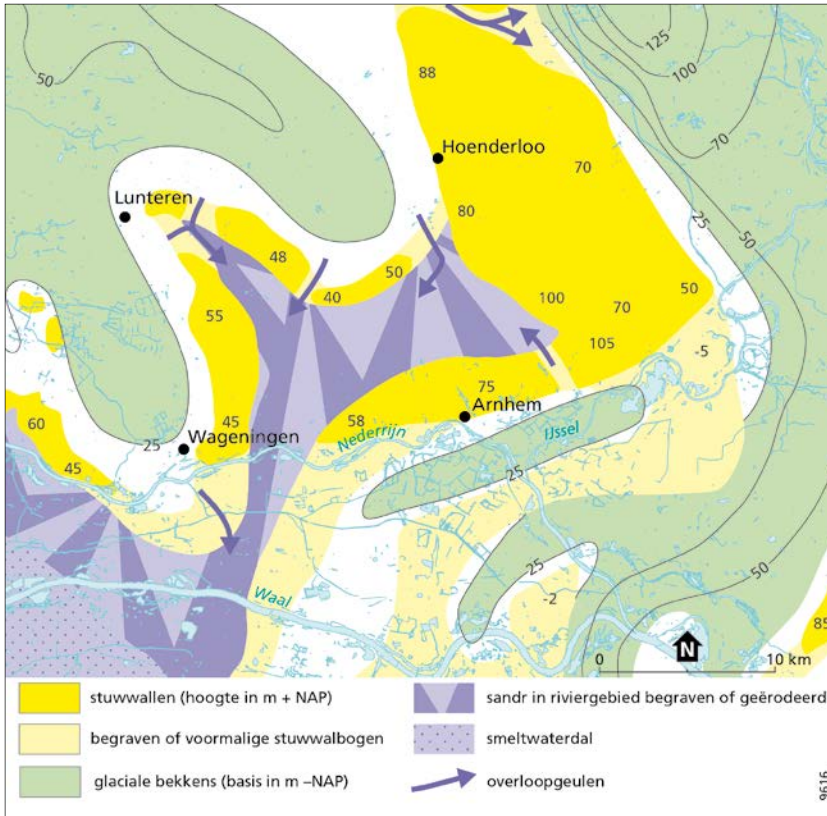 125
100
70
50
88
Hoenderloo
70
Lunteren
80
25
50
48
50
40
100
70
50
55
105
-5
75
60
58
Arnhem
45
25
Wageningen
Nederrijn
IJssel
45
25
25
50
Waal
-2
85
N
0 10 km
stuwwallen (hoogte in m + NAP)
sandr in riviergebied begraven of geërodeerd
begraven of voormalige stuwwalbogen
smeltwaterdal
glaciale bekkens (basis in m –NAP)
overloopgeulen
9616